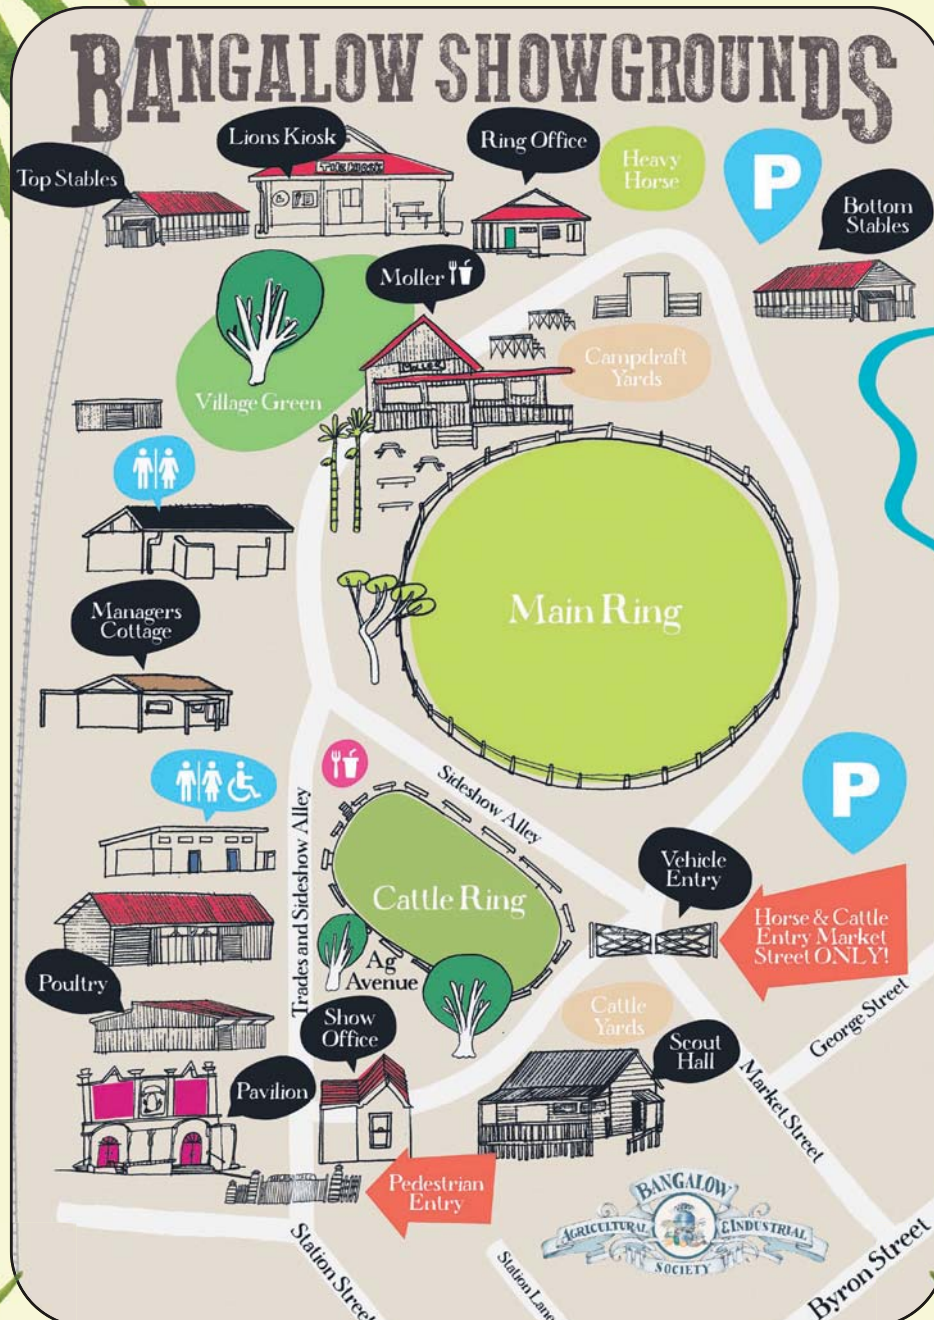 BANGALOW SHOWGROUNDS
Top Stables
Lions Kiosk
THE KIOSK
Ring Office
Heavy
Horse
P
Bottom
Stables
Moller
MOLLER
Campdraft
Yards
Village Green
Main Ring
Managers
Cottage
Sideshow Alley
P
Trades and Sideshow Alley
Cattle Ring
Vehicle
Entry
Horse & Cattle
Entry Market
Street ONLY!
Ag
Avenue
Poultry
Show
Office
Cattle
Yards
Scout
Hall
George Street
Market Street
Pavilion
Pedestrian
Entry
BANGALOW
AGRICULTURAL & INDUSTRIAL
SOCIETY
Station Street
Station Lane
Byron Street